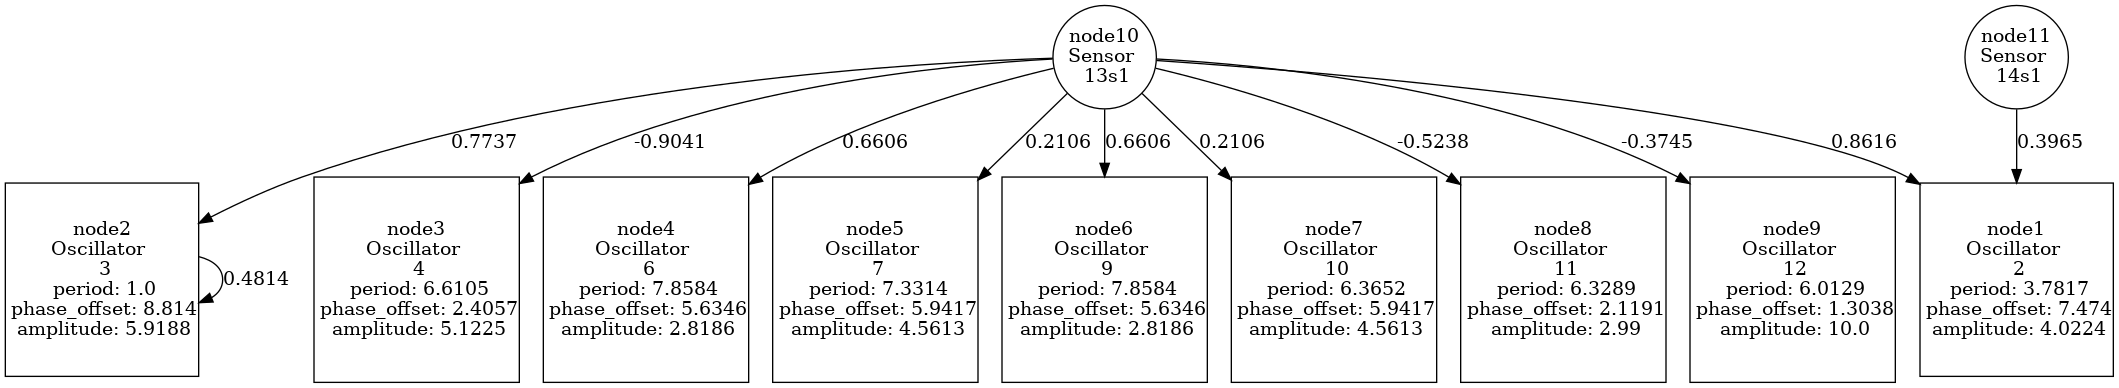 node10
Sensor
13s1
node11
Sensor
14s1
0.7737
-0.9041
0.6606
0.2106
0.6606
0.2106
-0.5238
-0.3745
0.8616
0.3965
node2
Oscillator
3
period: 1.0
phase_offset: 8.814
amplitude: 5.9188
0.4814
node3
Oscillator
4
period: 6.6105
phase_offset: 2.4057
amplitude: 5.1225
node4
Oscillator
6
period: 7.8584
phase_offset: 5.6346
amplitude: 2.8186
node5
Oscillator
7
period: 7.3314
phase_offset: 5.9417
amplitude: 4.5613
node6
Oscillator
9
period: 7.8584
phase_offset: 5.6346
amplitude: 2.8186
node7
Oscillator
10
period: 6.3652
phase_offset: 5.9417
amplitude: 4.5613
node8
Oscillator
11
period: 6.3289
phase_offset: 2.1191
amplitude: 2.99
node9
Oscillator
12
period: 6.0129
phase_offset: 1.3038
amplitude: 10.0
node1
Oscillator
2
period: 3.7817
phase_offset: 7.474
amplitude: 4.0224